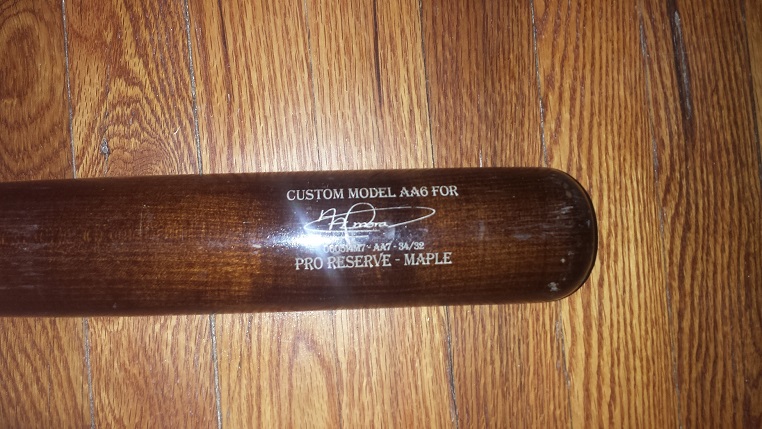 CUSTOM MODEL AA6 FOR
AA7 - 34/32
PRO RESERVE - MAPLE